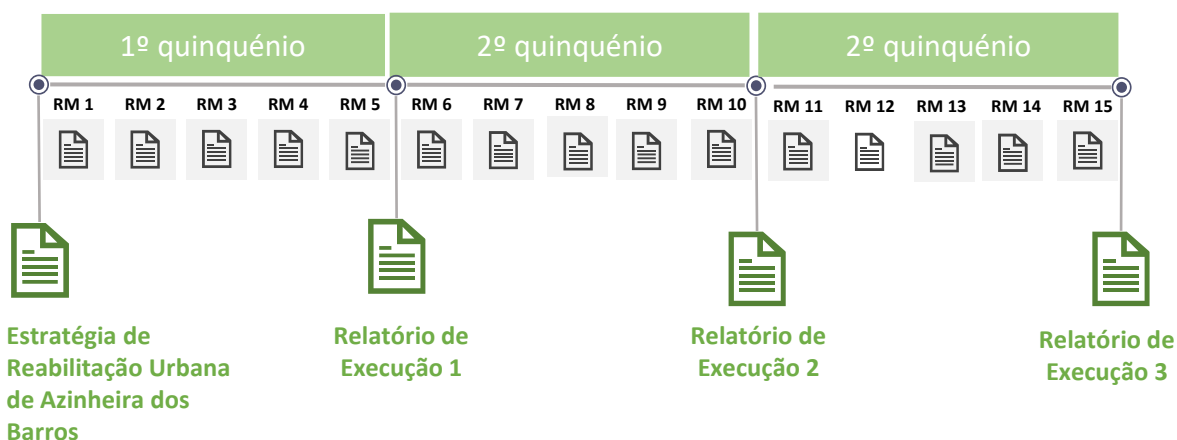 1º quinquénio
2º quinquénio
2º quinquénio
RM 1 RM 2 RM 3 RM 4 RM 5 RM 6 RM 7 RM 8 RM 9 RM 10 RM 11 RM 12 RM 13 RM 14 RM 15
Estratégia de
Reabilitação Urbana
de Azinheira dos
Barros
Relatório de
Execução 1
Relatório de
Execução 2
Relatório de
Execução 3